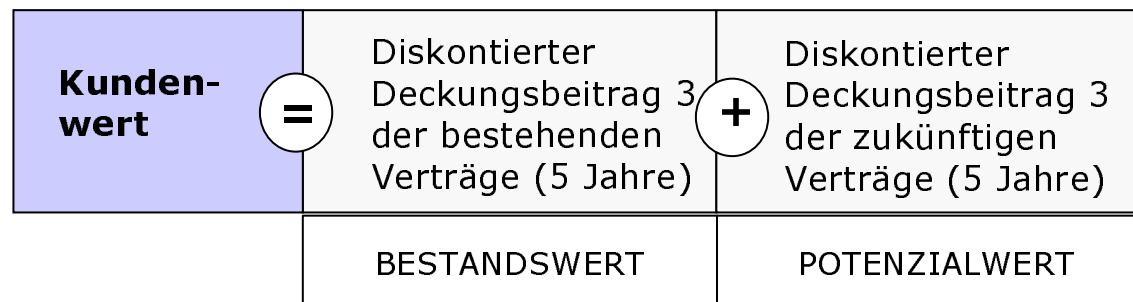 Kunden-
wert
=
Diskontierter
Deckungsbeitrag 3
der bestehenden
Verträge (5 Jahre)
+
Diskontierter
Deckungsbeitrag 3
der zukünftigen
Verträge (5 Jahre)
BESTANDSWERT
POTENZIALWERT